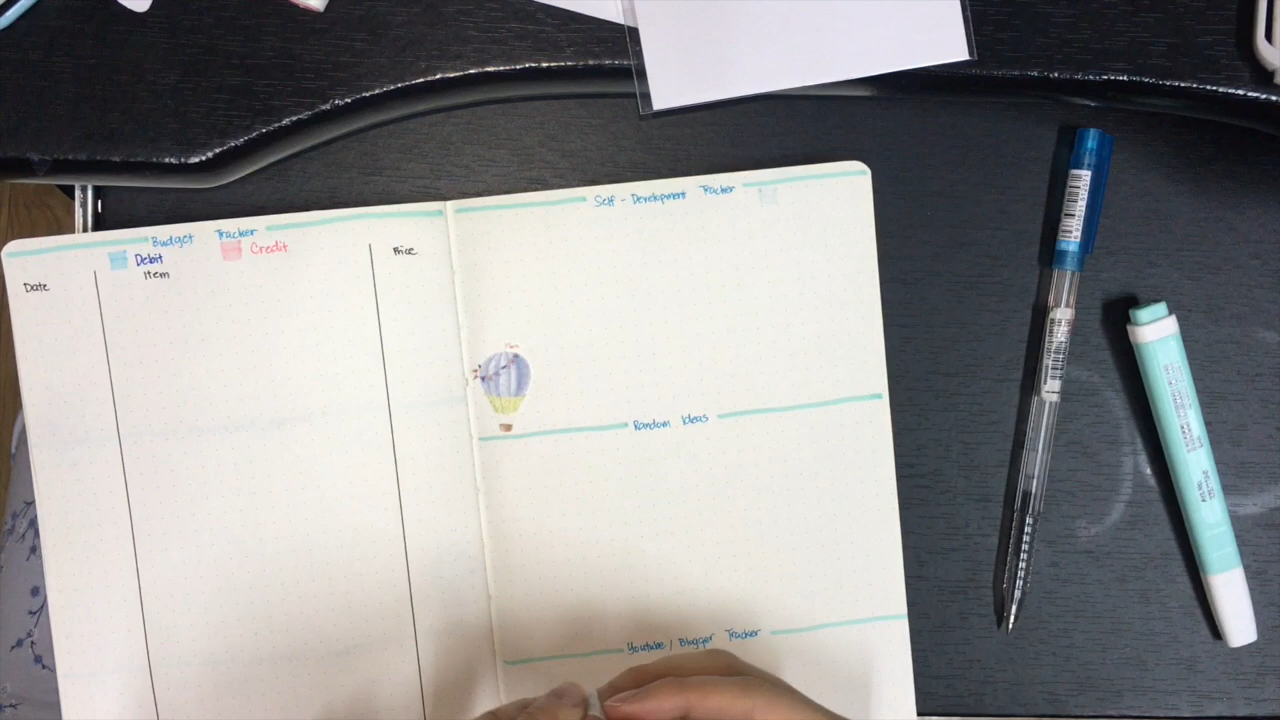 Budget Tracker
Debit
Credit
Date
Item
Price
Self - Development Tracker
Random Ideas
Youtube / Blogger Tracker